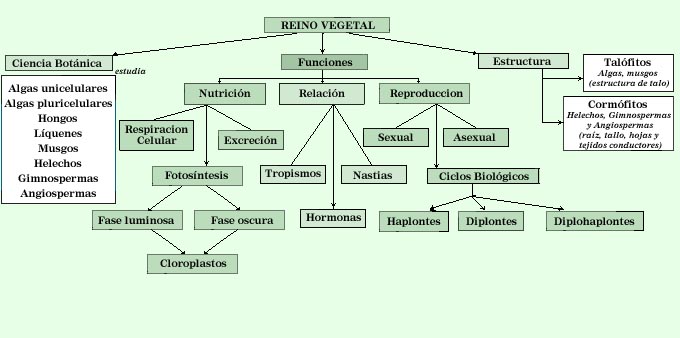 REINO VEGETAL
Ciencia Botánica
estudia
Algas unicelulares
Algas pluricelulares
Hongos
Líquenes
Musgos
Helechos
Gimnospermas
Angiospermas
Funciones
Nutrición
Respiracion
Celular
Excreción
Fotosíntesis
Fase luminosa
Fase oscura
Cloroplastos
Relación
Tropismos
Nastias
Hormonas
Reproduccion
Sexual
Asexual
Ciclos Biológicos
Haplontes
Diplontes
Diplohaplontes
Estructura
Talófitos
Algas, musgos
(estructura de talo)
Cormófitos
Helechos, Gimnospermas
y Angiospermas
(raíz, tallo, hojas y
tejidos conductores)